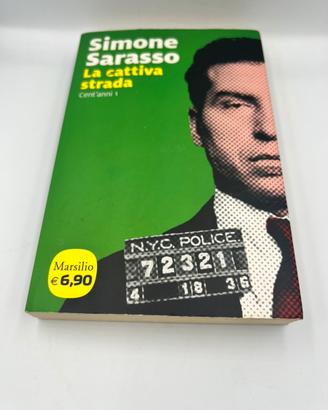 Simone
Sarasso
La cattiva
strada
Cent'anni 1
N.Y.C. POLICE
72321
4 18 36
Marsilio
€ 6,90